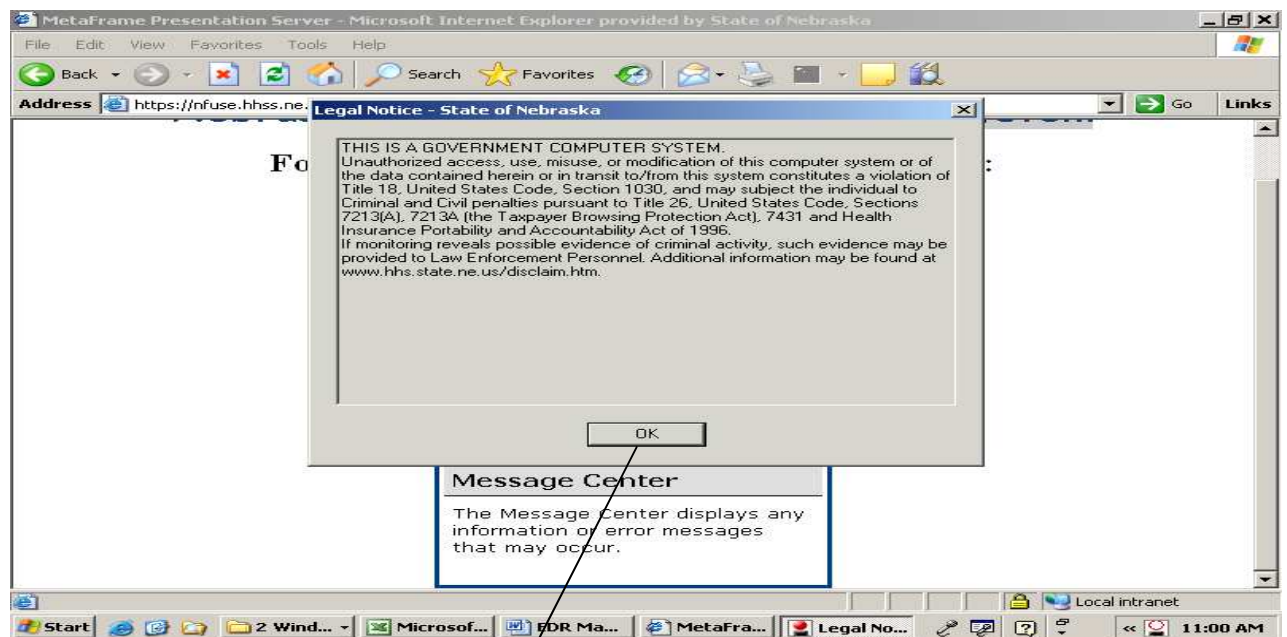 MetaFrame Presentation Server - Microsoft Internet Explorer provided by State of Nebraska
File Edit View Favorites Tools Help
Back Search Favorites
Address https://nfuse.hhss.ne. Go Links
Legal Notice - State of Nebraska
Fo :
THIS IS A GOVERNMENT COMPUTER SYSTEM.
Unauthorized access, use, misuse, or modification of this computer system or of
the data contained herein or in transit to/from this system constitutes a violation of
Title 18, United States Code, Section 1030, and may subject the individual to
Criminal and Civil penalties pursuant to Title 26, United States Code, Sections
7213(A), 7213A (the Taxpayer Browsing Protection Act), 7431 and Health
Insurance Portability and Accountability Act of 1996.
If monitoring reveals possible evidence of criminal activity, such evidence may be
provided to Law Enforcement Personnel. Additional information may be found at
www.hhs.state.ne.us/disclaim.htm.
OK
Message Center
The Message Center displays any
information or error messages
that may occur.
Local intranet
Start 2 Wind... Microsof... EDR Ma... MetaFra... Legal No... « 11:00 AM